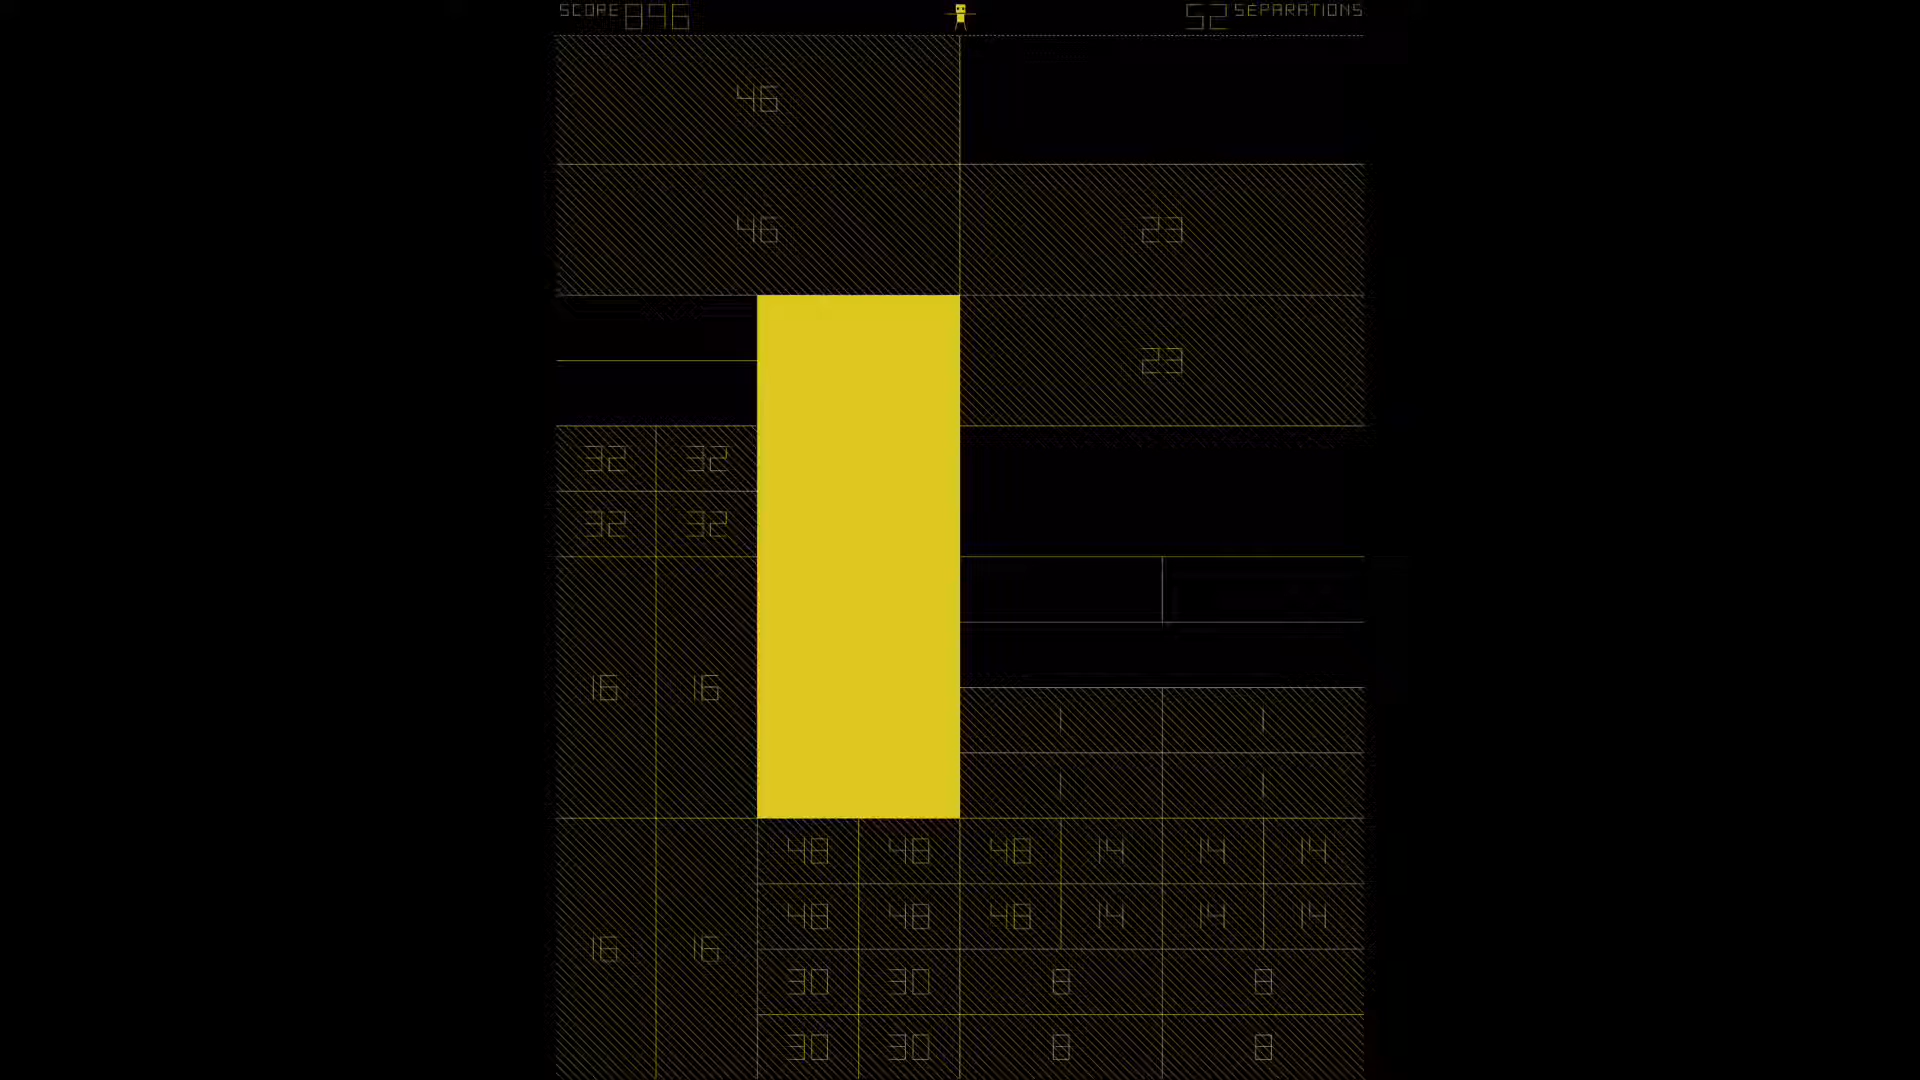 SCORE 896 52 SEPARATIONS
46
46 23
23
32 32
32 32
16 16
1 1
1 1
48 48 48 14 14 14
48 48 48 14 14 14
16 16
30 30 8 8
30 30 8 8